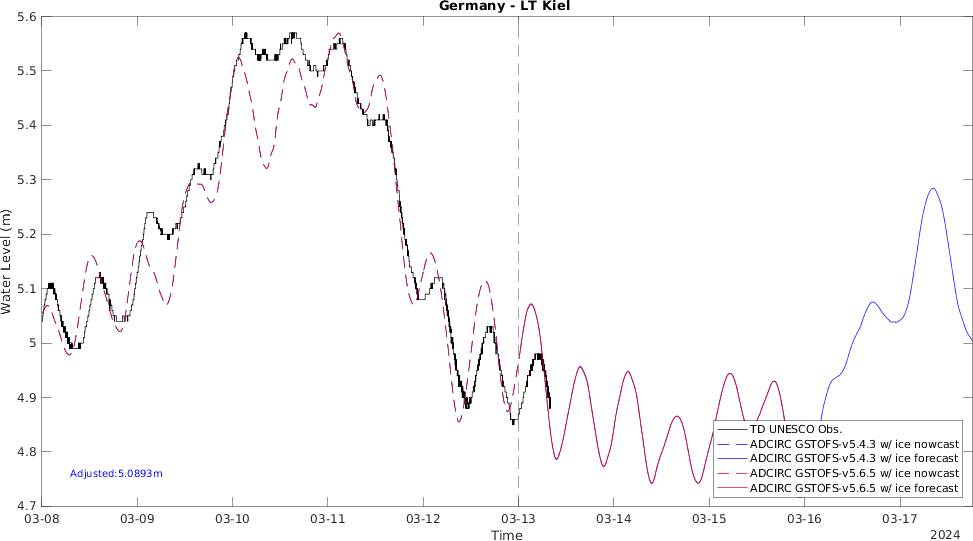 Germany - LT Kiel
5.6
5.5
5.4
5.3
5.2
5.1
5
4.9
4.8
4.7
Water Level (m)
Adjusted:5.0893m
TD UNESCO Obs.
ADCIRC GSTOFS-v5.4.3 w/ ice nowcast
ADCIRC GSTOFS-v5.4.3 w/ ice forecast
ADCIRC GSTOFS-v5.6.5 w/ ice nowcast
ADCIRC GSTOFS-v5.6.5 w/ ice forecast
03-08 03-09 03-10 03-11 03-12 03-13 03-14 03-15 03-16 03-17
Time
2024